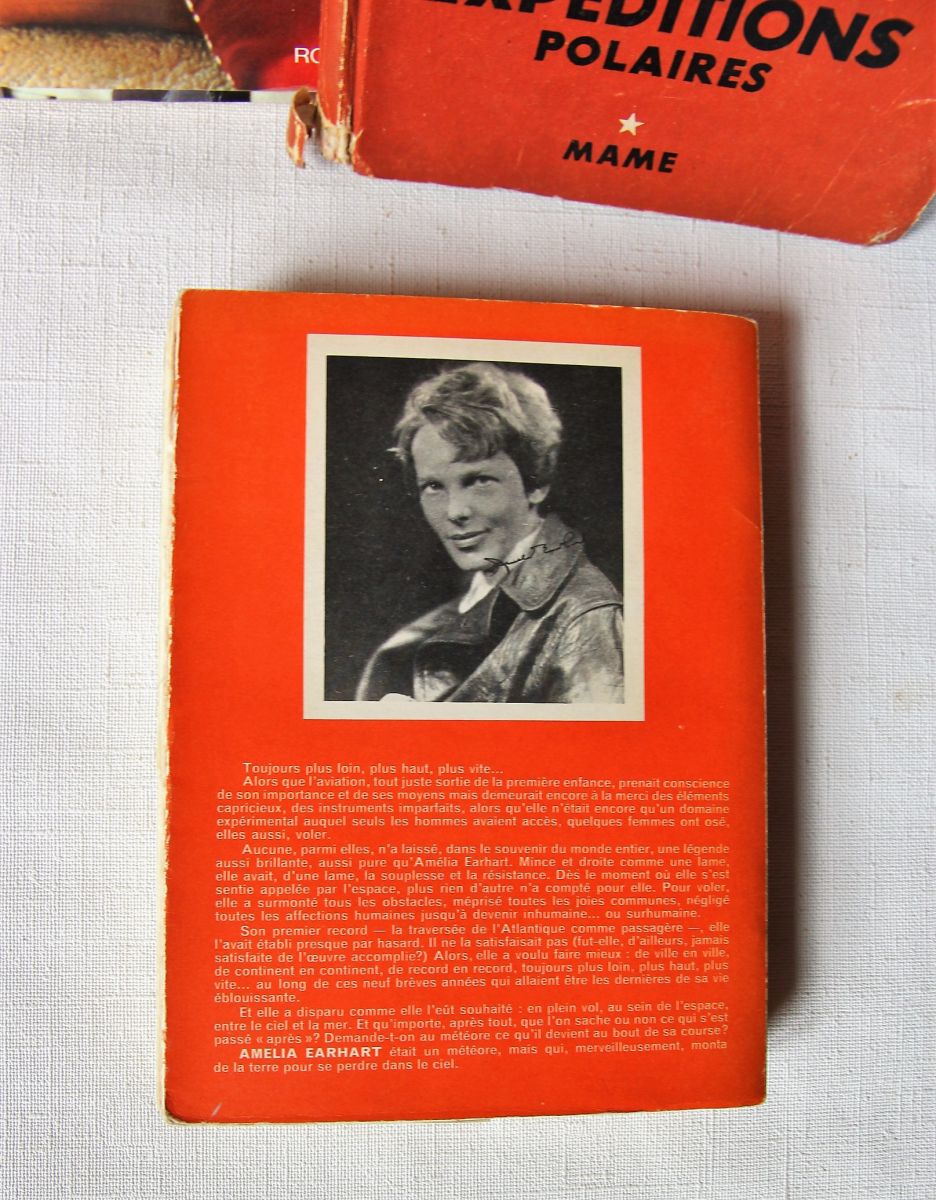 RO
EXPÉDITIONS
POLAIRES
MAME
Toujours plus loin, plus haut, plus vite...
Alors que l'aviation, tout juste sortie de la première enfance, prenait conscience
de son importance et de ses moyens mais demeurait encore à la merci des éléments
capricieux, des instruments imparfaits, alors qu'elle n'était encore qu'un domaine
expérimental auquel seuls les hommes avaient accès, quelques femmes ont osé,
elles aussi, voler.
Aucune, parmi elles, n'a laissé, dans le souvenir du monde entier, une légende
aussi brillante, aussi pure qu'Amélia Earhart. Mince et droite comme une lame,
elle avait, d'une lame, la souplesse et la résistance. Dès le moment où elle s'est
sentie appelée par l'espace, plus rien d'autre n'a compté pour elle. Pour voler,
elle a surmonté tous les obstacles, méprisé toutes les joies communes, négligé
toutes les affections humaines jusqu'à devenir inhumaine... ou surhumaine.
Son premier record — la traversée de l'Atlantique comme passagère —, elle
l'avait établi presque par hasard. Il ne la satisfaisait pas (fut-elle, d'ailleurs, jamais
satisfaite de l'œuvre accomplie?) Alors, elle a voulu faire mieux : de ville en ville,
de continent en continent, de record en record, toujours plus loin, plus haut, plus
vite... au long de ces neuf brèves années qui allaient être les dernières de sa vie
éblouissante.
Et elle a disparu comme elle l'eût souhaité : en plein vol, au sein de l'espace,
entre le ciel et la mer. Et qu'importe, après tout, que l'on sache ou non ce qui s'est
passé « après »? Demande-t-on au météore ce qu'il devient au bout de sa course?
AMELIA EARHART était un météore, mais qui, merveilleusement, monta
de la terre pour se perdre dans le ciel.